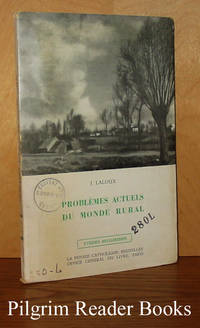 J. LALOUX
PROBLÈMES ACTUELS
DU MONDE RURAL
2801
ÉTUDES RELIGIEUSES
LA PENSÉE CATHOLIQUE, BRUXELLES
OFFICE GÉNÉRAL DU LIVRE, PARIS
Pilgrim Reader Books